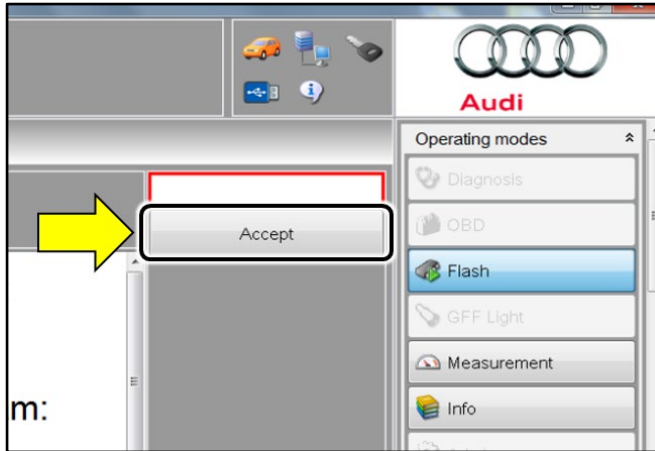 Audi
Operating modes
Diagnosis
OBD
Accept
Flash
GFF Light
Measurement
Info
m: